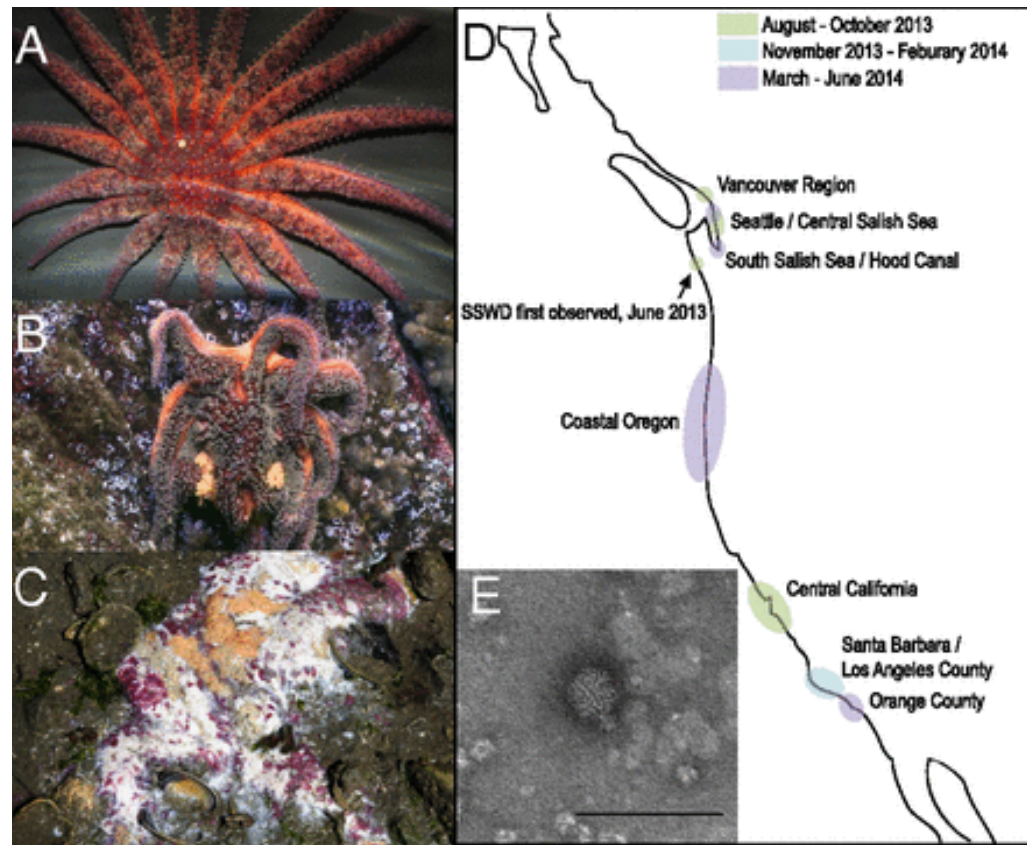 A
B
C
D
August - October 2013
November 2013 - Feburary 2014
March - June 2014
Vancouver Region
Seattle / Central Salish Sea
South Salish Sea / Hood Canal
SSWD first observed, June 2013
Coastal Oregon
Central California
Santa Barbara /
Los Angeles County
Orange County
E